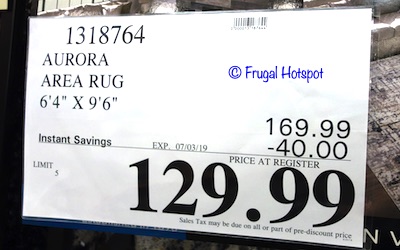 1318764
AURORA
AREA RUG
6'4" X 9'6"
© Frugal Hotspot
169.99
Instant Savings EXP. 07/03/19 -40.00
PRICE AT REGISTER
LIMIT
5
129.99
Sales Tax may be due on all or part of pre-discount price